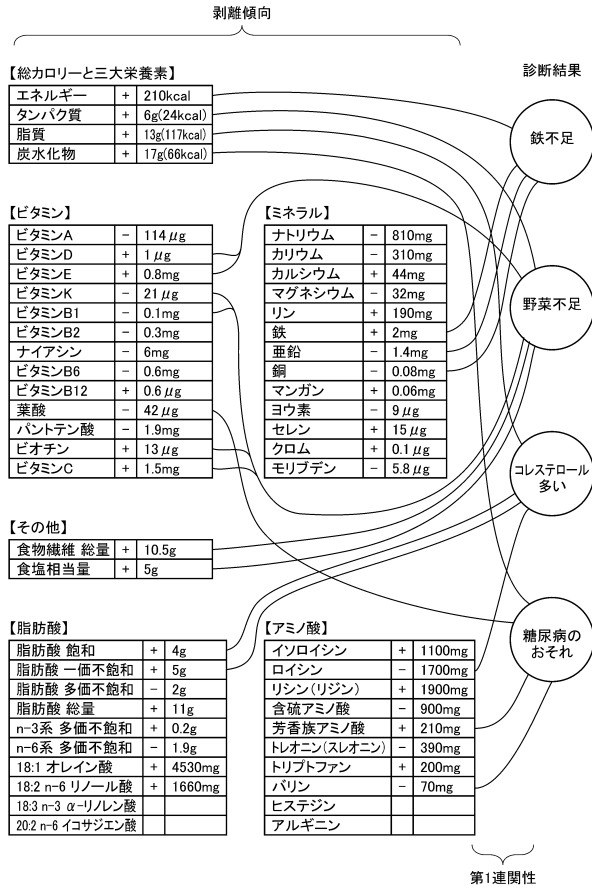 剥離傾向
【総カロリーと三大栄養素】
エネルギー + 210kcal
タンパク質 + 6g(24kcal)
脂質 + 13g(117kcal)
炭水化物 + 17g(66kcal)
【ビタミン】
ビタミンA − 114μg
ビタミンD + 1μg
ビタミンE + 0.8mg
ビタミンK − 21μg
ビタミンB1 − 0.1mg
ビタミンB2 − 0.3mg
ナイアシン − 6mg
ビタミンB6 − 0.6mg
ビタミンB12 + 0.6μg
葉酸 − 42μg
パントテン酸 − 1.9mg
ビオチン + 13μg
ビタミンC + 1.5mg
【ミネラル】
ナトリウム − 810mg
カリウム − 310mg
カルシウム + 44mg
マグネシウム − 32mg
リン + 190mg
鉄 + 2mg
亜鉛 − 1.4mg
銅 − 0.08mg
マンガン + 0.06mg
ヨウ素 − 9μg
セレン + 15μg
クロム + 0.1μg
モリブデン − 5.8μg
【その他】
食物繊維 総量 + 10.5g
食塩相当量 + 5g
【脂肪酸】
脂肪酸 飽和 + 4g
脂肪酸 一価不飽和 + 5g
脂肪酸 多価不飽和 − 2g
脂肪酸 総量 + 11g
n-3系 多価不飽和 + 0.2g
n-6系 多価不飽和 − 1.9g
18:1 オレイン酸 + 4530mg
18:2 n-6 リノール酸 + 1660mg
18:3 n-3 α-リノレン酸
20:2 n-6 イコサジエン酸
【アミノ酸】
イソロイシン + 1100mg
ロイシン − 1700mg
リシン(リジン) + 1900mg
含硫アミノ酸 − 900mg
芳香族アミノ酸 + 210mg
トレオニン(スレオニン) − 390mg
トリプトファン + 200mg
バリン − 70mg
ヒステジン
アルギニン
診断結果
鉄不足
野菜不足
コレステロール
多い
糖尿病の
おそれ
第1連関性